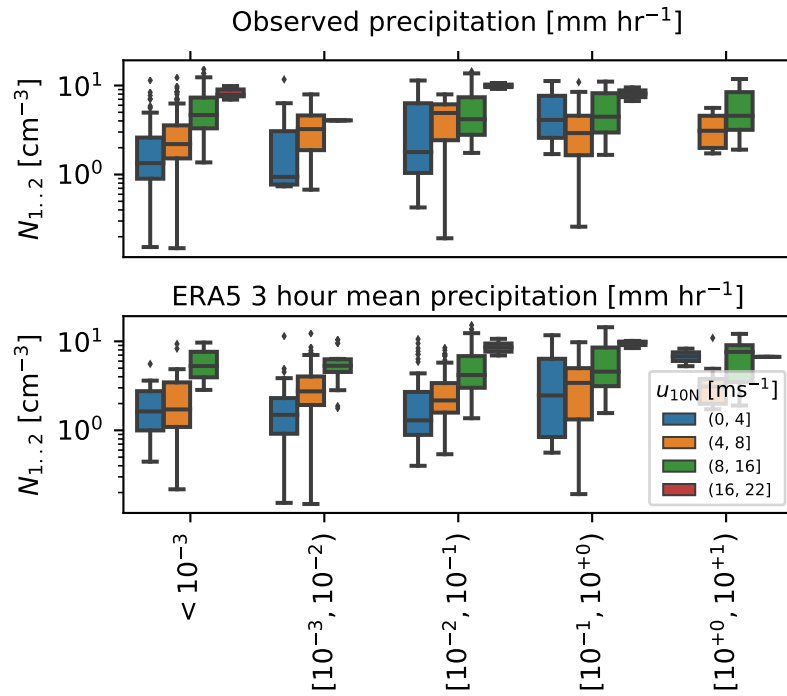 Observed precipitation [mm hr⁻¹]
10¹
10⁰
N₁..₂ [cm⁻³]
ERA5 3 hour mean precipitation [mm hr⁻¹]
10¹
10⁰
N₁..₂ [cm⁻³]
u₁₀N [ms⁻¹]
(0, 4]
(4, 8]
(8, 16]
(16, 22]
< 10⁻³
[10⁻³, 10⁻²)
[10⁻², 10⁻¹)
[10⁻¹, 10⁺⁰)
[10⁺⁰, 10⁺¹)